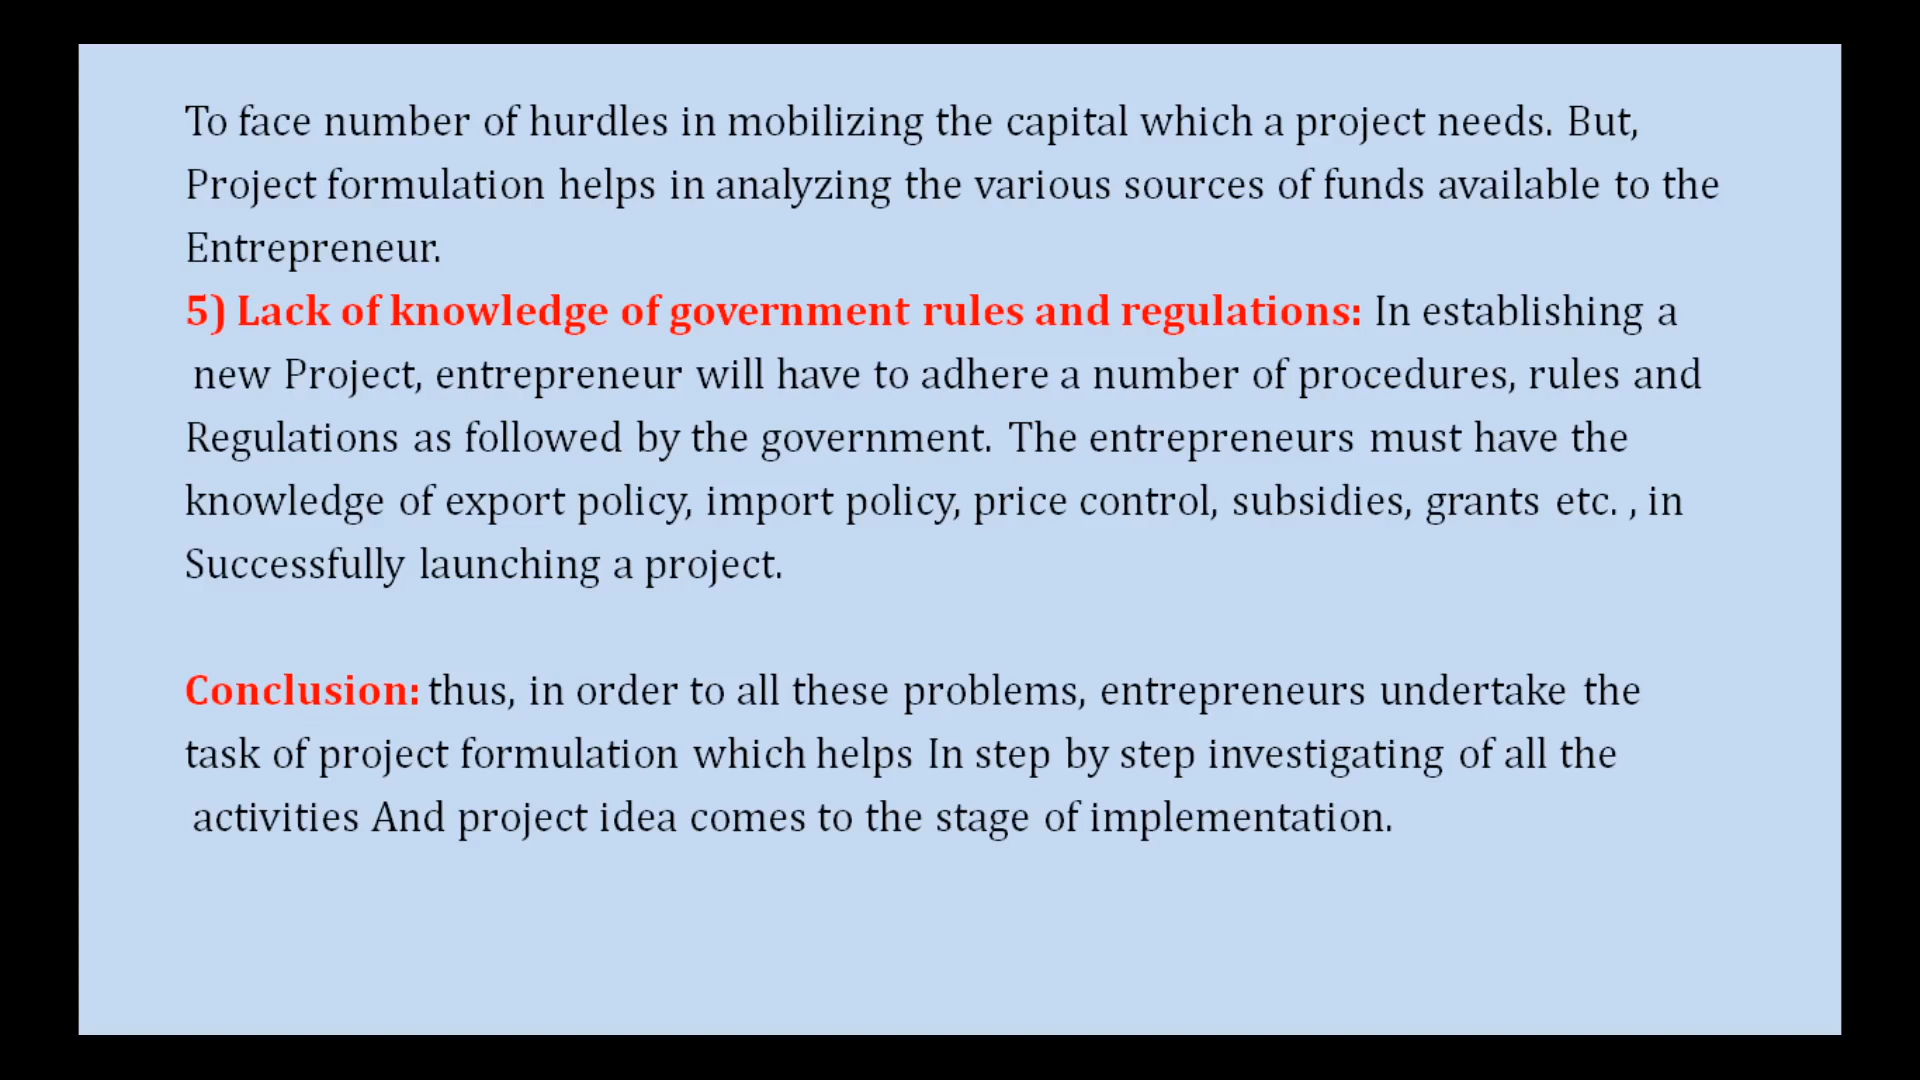 To face number of hurdles in mobilizing the capital which a project needs. But,
Project formulation helps in analyzing the various sources of funds available to the
Entrepreneur.
5) Lack of knowledge of government rules and regulations: In establishing a
new Project, entrepreneur will have to adhere a number of procedures, rules and
Regulations as followed by the government. The entrepreneurs must have the
knowledge of export policy, import policy, price control, subsidies, grants etc. , in
Successfully launching a project.
Conclusion: thus, in order to all these problems, entrepreneurs undertake the
task of project formulation which helps In step by step investigating of all the
activities And project idea comes to the stage of implementation.